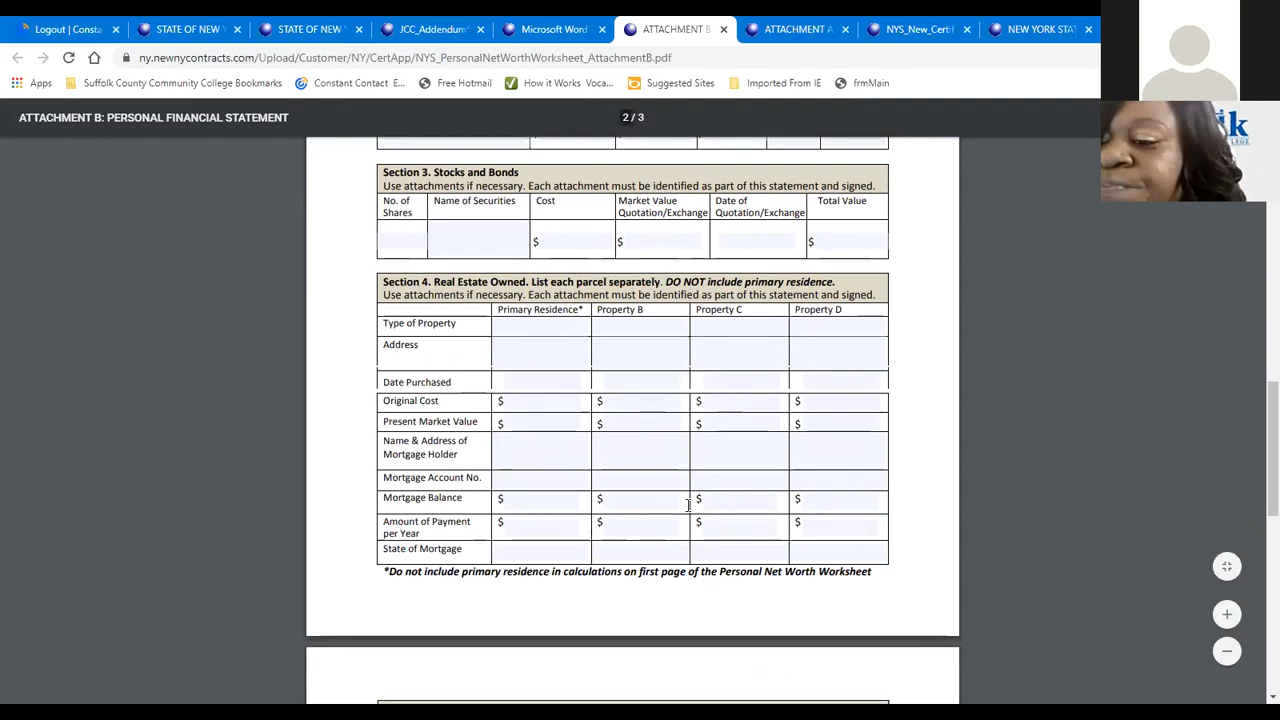 Logout | Consta
STATE OF NEW
STATE OF NEW
JCC_Addendum
Microsoft Word
ATTACHMENT B
ATTACHMENT A
NYS_New_Certi
NEW YORK STA
ny.newnycontracts.com/Upload/Customer/NY/CertApp/NYS_PersonalNetWorthWorksheet_AttachmentB.pdf
Apps
Suffolk County Community College Bookmarks
Constant Contact E...
Free Hotmail
How it Works Voca...
Suggested Sites
Imported From IE
frmMain
ATTACHMENT B: PERSONAL FINANCIAL STATEMENT
2 / 3
Section 3. Stocks and Bonds
Use attachments if necessary. Each attachment must be identified as part of this statement and signed.
No. of Shares Name of Securities Cost Market Value Quotation/Exchange Date of Quotation/Exchange Total Value
$ $ $
Section 4. Real Estate Owned. List each parcel separately. DO NOT include primary residence.
Use attachments if necessary. Each attachment must be identified as part of this statement and signed.
Primary Residence* Property B Property C Property D
Type of Property
Address
Date Purchased
Original Cost $ $ $ $
Present Market Value $ $ $ $
Name & Address of
Mortgage Holder
Mortgage Account No.
Mortgage Balance $ $ $ $
Amount of Payment $ $ $ $
per Year
State of Mortgage
*Do not include primary residence in calculations on first page of the Personal Net Worth Worksheet